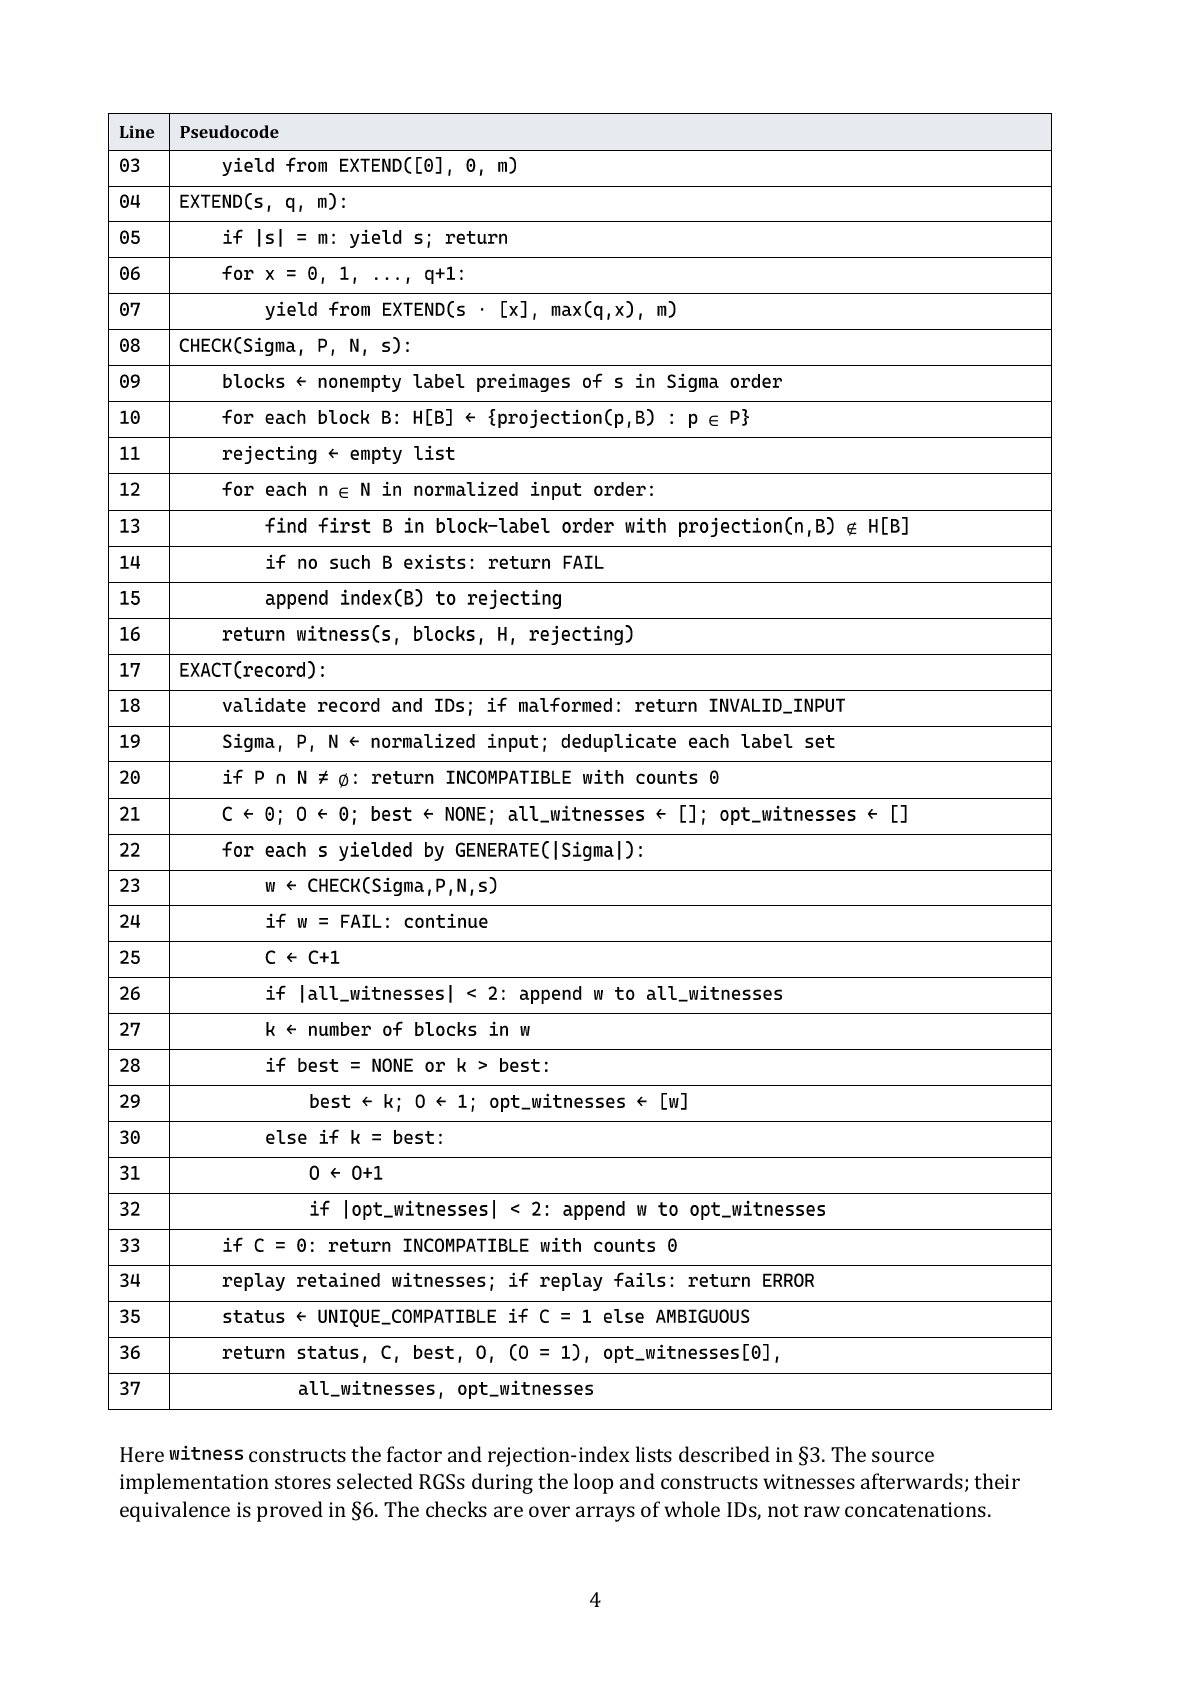 Line Pseudocode
03 yield from EXTEND([0], 0, m)
04 EXTEND(s, q, m):
05 if |s| = m: yield s; return
06 for x = 0, 1, ..., q+1:
07 yield from EXTEND(s · [x], max(q,x), m)
08 CHECK(Sigma, P, N, s):
09 blocks ← nonempty label preimages of s in Sigma order
10 for each block B: H[B] ← {projection(p,B) : p ∈ P}
11 rejecting ← empty list
12 for each n ∈ N in normalized input order:
13 find first B in block-label order with projection(n,B) ∉ H[B]
14 if no such B exists: return FAIL
15 append index(B) to rejecting
16 return witness(s, blocks, H, rejecting)
17 EXACT(record):
18 validate record and IDs; if malformed: return INVALID_INPUT
19 Sigma, P, N ← normalized input; deduplicate each label set
20 if P ∩ N ≠ ∅: return INCOMPATIBLE with counts 0
21 C ← 0; O ← 0; best ← NONE; all_witnesses ← []; opt_witnesses ← []
22 for each s yielded by GENERATE(|Sigma|):
23 w ← CHECK(Sigma,P,N,s)
24 if w = FAIL: continue
25 C ← C+1
26 if |all_witnesses| < 2: append w to all_witnesses
27 k ← number of blocks in w
28 if best = NONE or k > best:
29 best ← k; O ← 1; opt_witnesses ← [w]
30 else if k = best:
31 O ← O+1
32 if |opt_witnesses| < 2: append w to opt_witnesses
33 if C = 0: return INCOMPATIBLE with counts 0
34 replay retained witnesses; if replay fails: return ERROR
35 status ← UNIQUE_COMPATIBLE if C = 1 else AMBIGUOUS
36 return status, C, best, O, (O = 1), opt_witnesses[0],
37 all_witnesses, opt_witnesses
Here witness constructs the factor and rejection-index lists described in §3. The source
implementation stores selected RGSs during the loop and constructs witnesses afterwards; their
equivalence is proved in §6. The checks are over arrays of whole IDs, not raw concatenations.
4